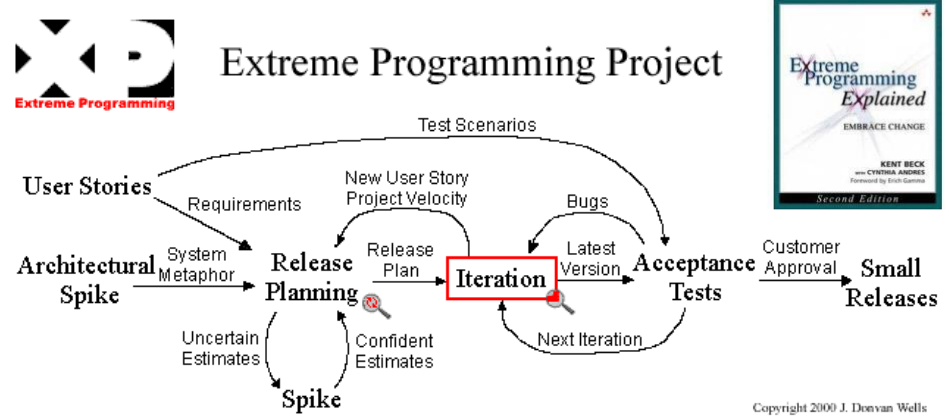 XP
Extreme Programming
Extreme Programming Project
Extreme
Programming
Explained
EMBRACE CHANGE
KENT BECK
WITH CYNTHIA ANDRES
Foreword by Erich Gamma
Second Edition
Test Scenarios
User Stories
Requirements
New User Story
Project Velocity
Bugs
Architectural
Spike
System
Metaphor
Release
Planning
Release
Plan
Iteration
Latest
Version
Acceptance
Tests
Customer
Approval
Small
Releases
Uncertain
Estimates
Confident
Estimates
Next Iteration
Spike
Copyright 2000 J. Donvan Wells